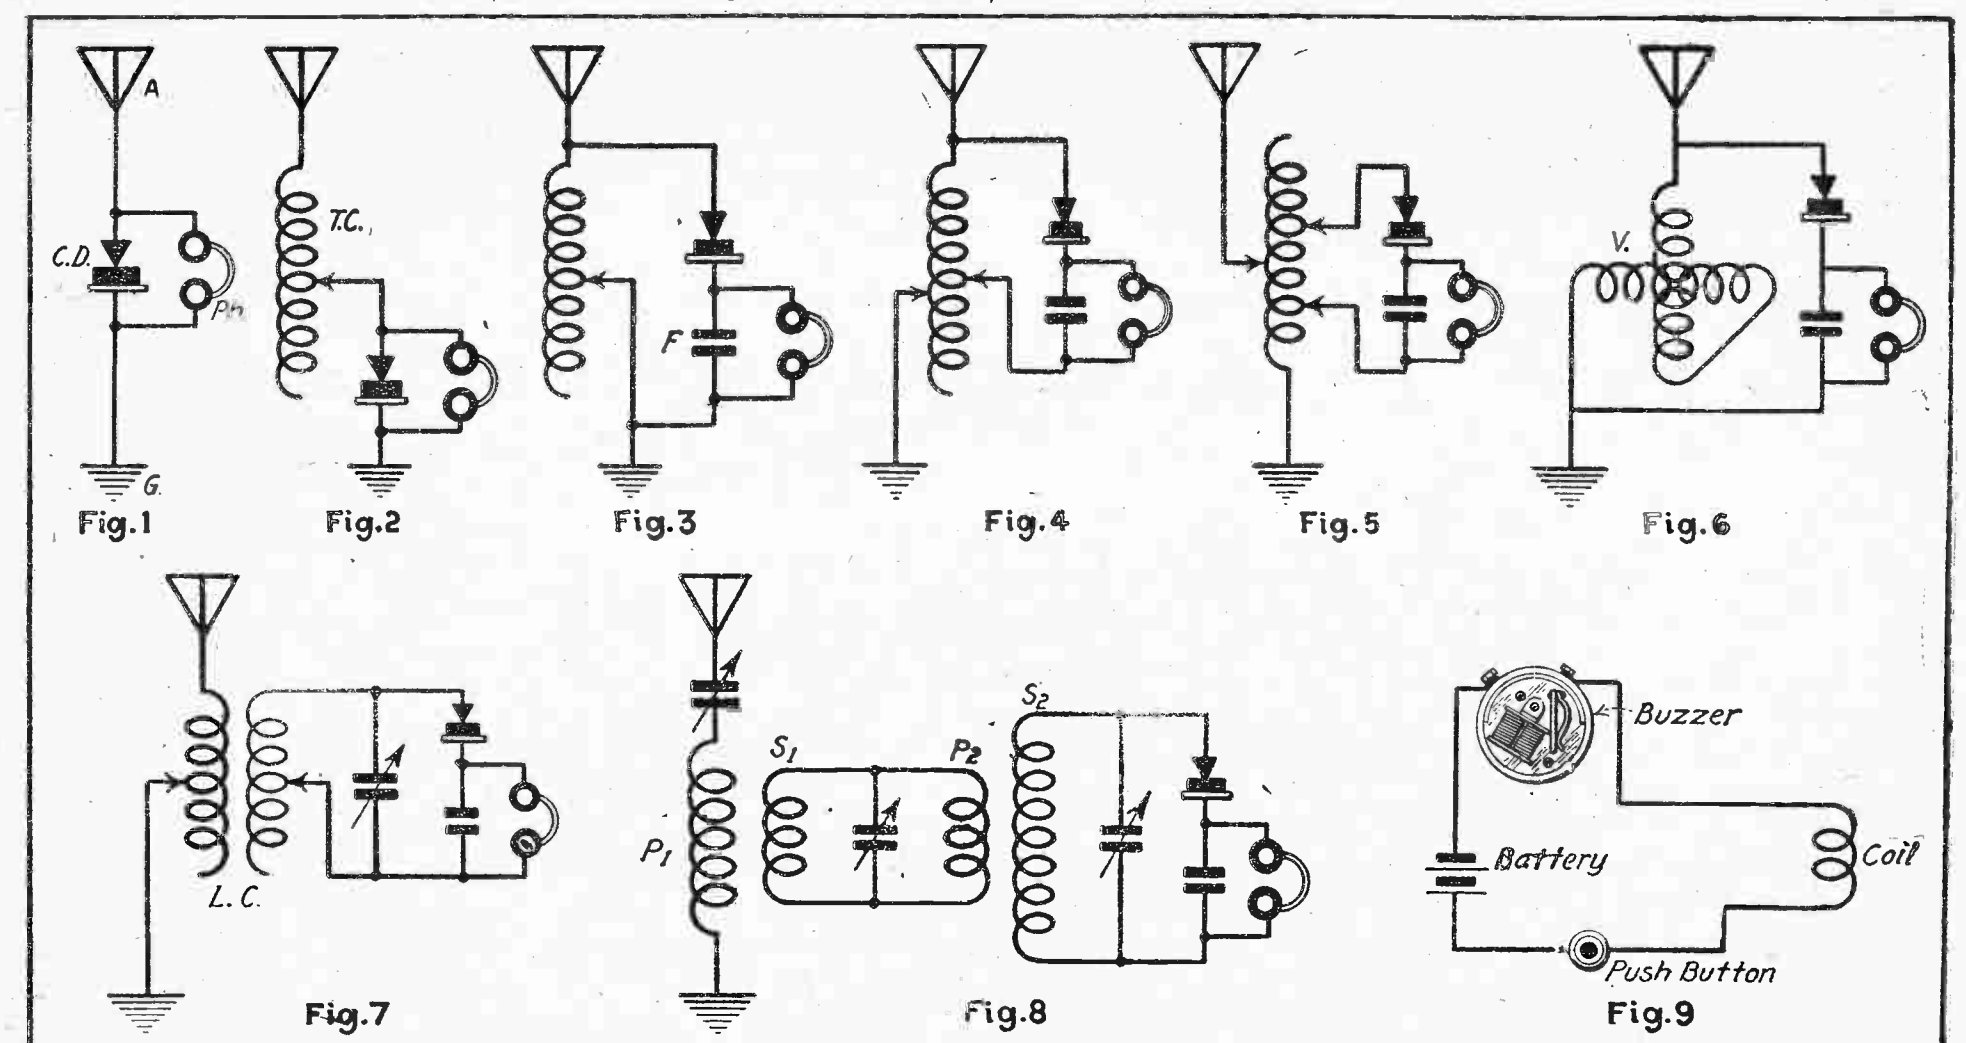 A
C.D.
Ph
G.
Fig.1
T.C.
Fig.2
F
Fig.3
Fig.4
Fig.5
V.
Fig.6
L.C.
Fig.7
P1
S1
P2
S2
Fig.8
Buzzer
Battery
Coil
Push Button
Fig.9